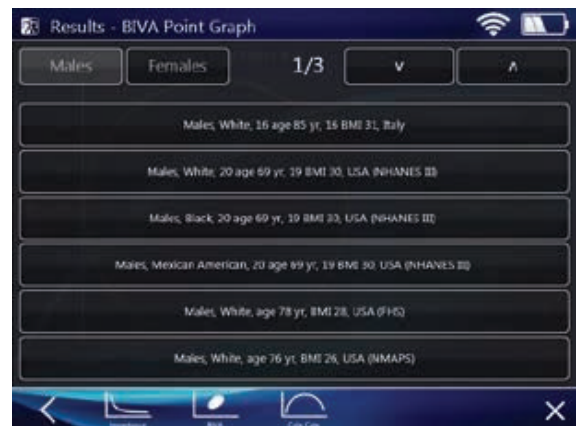 Results - BIVA Point Graph
Males Females 1/3 v ʌ
Males, White, 16 age 85 yr, 16 BMI 31, Italy
Males, White, 20 age 69 yr, 19 BMI 30, USA (NHANES III)
Males, Black, 20 age 69 yr, 19 BMI 33, USA (NHANES III)
Males, Mexican American, 20 age 69 yr, 19 BMI 30, USA (NHANES III)
Males, White, age 78 yr, BMI 28, USA (FHS)
Males, White, age 76 yr, BMI 26, USA (NMAPS)